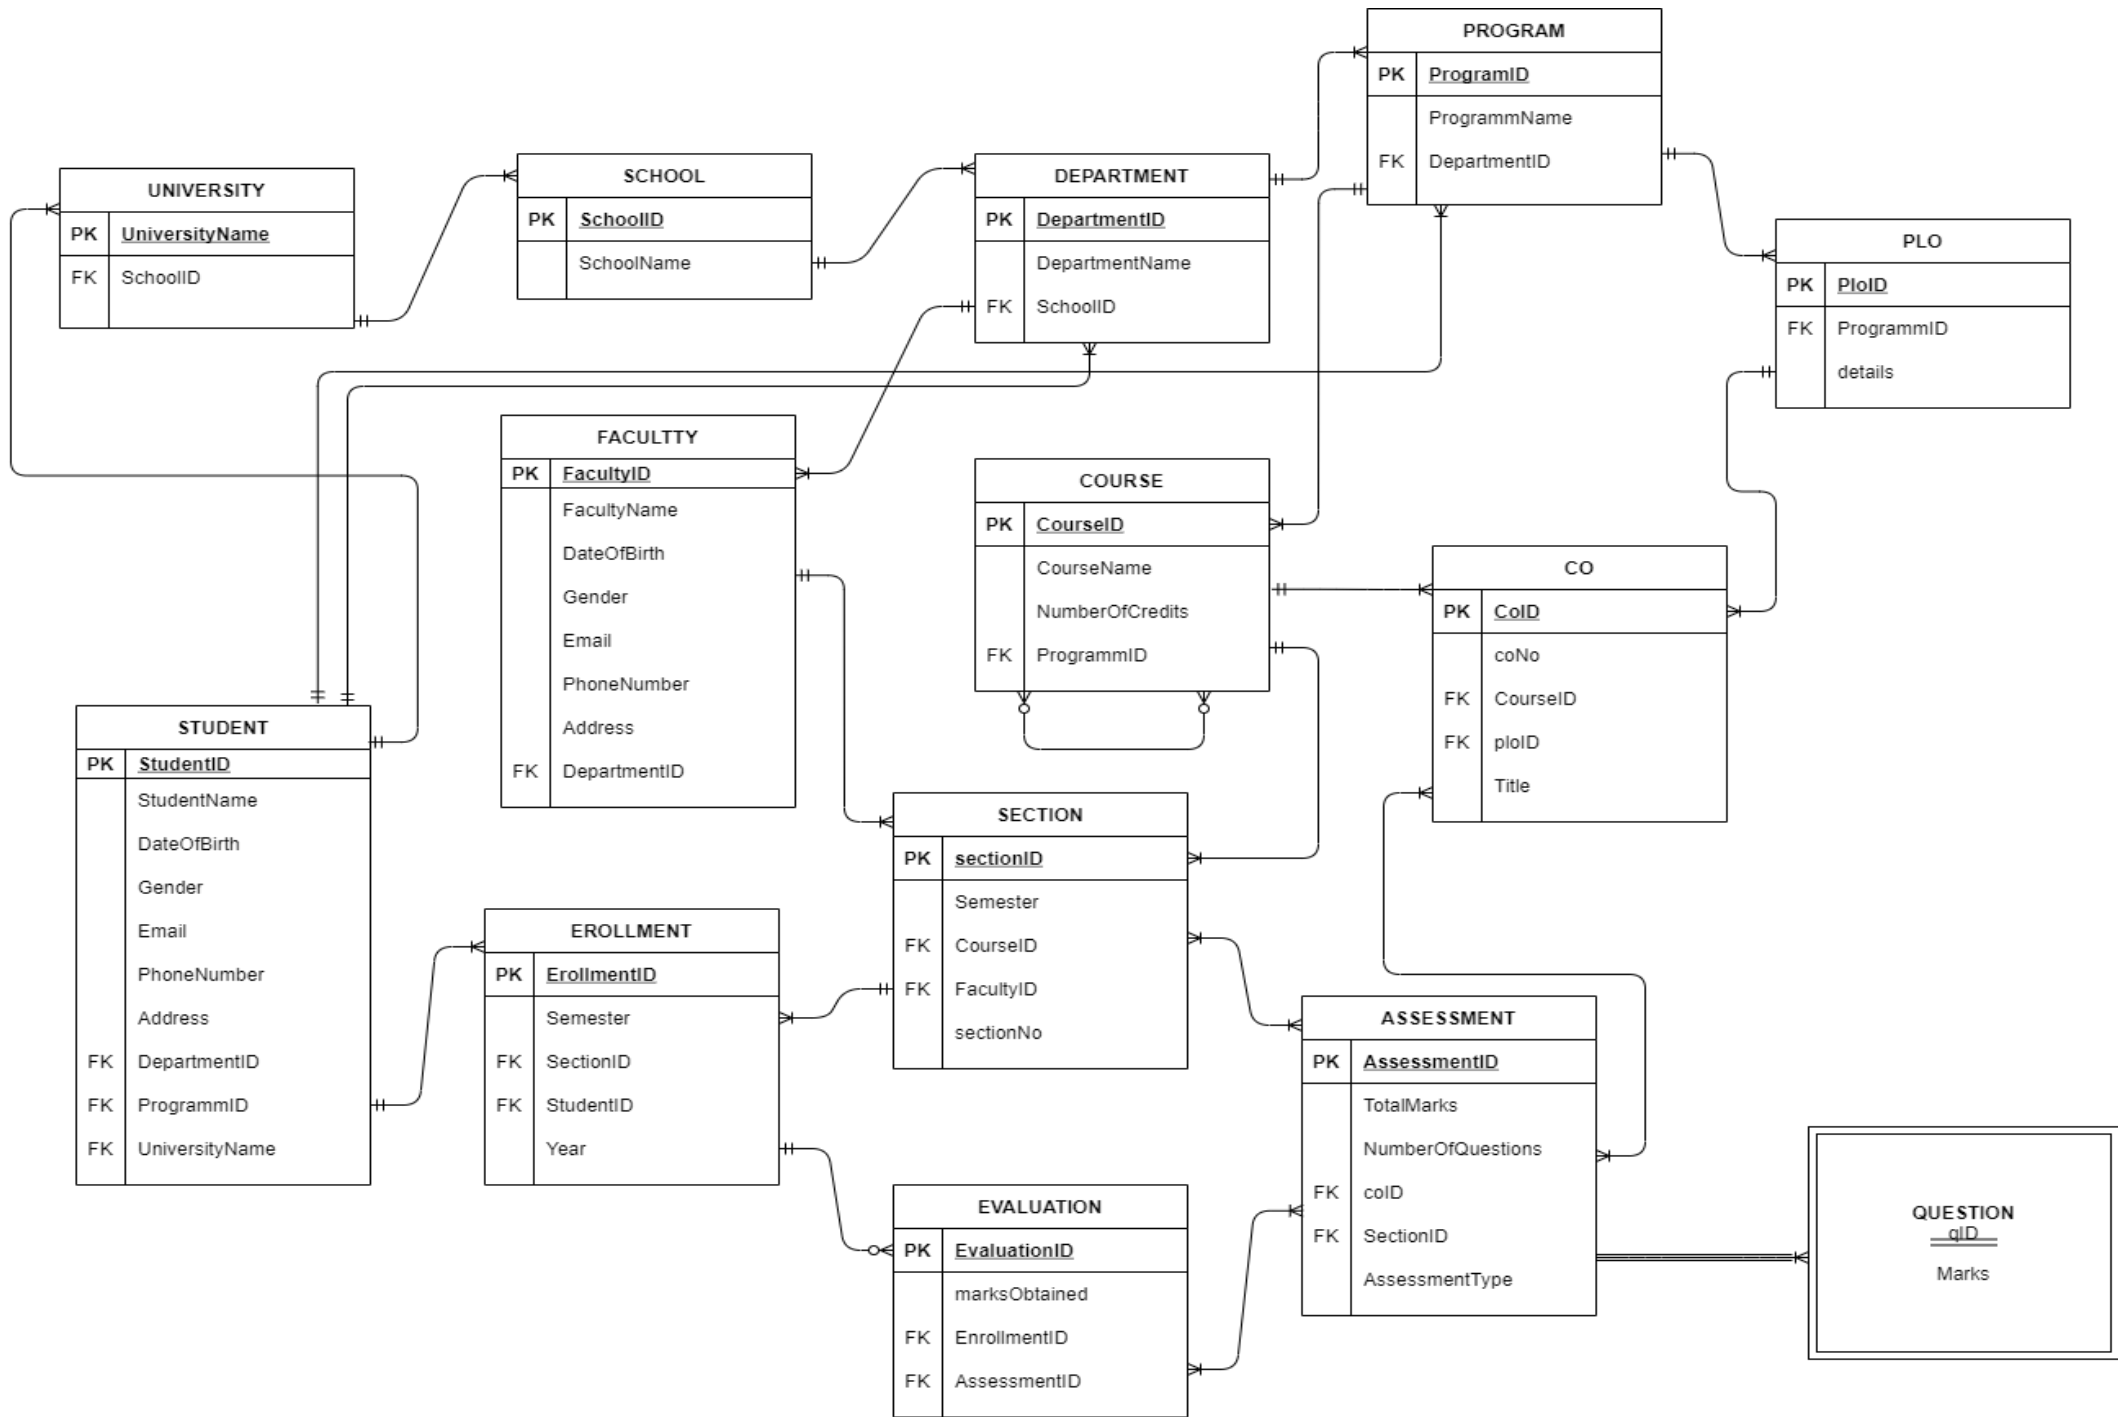 PROGRAM
PK ProgramID
ProgrammName
FK DepartmentID
UNIVERSITY
PK UniversityName
FK SchoolID
SCHOOL
PK SchoolID
SchoolName
DEPARTMENT
PK DepartmentID
DepartmentName
FK SchoolID
PLO
PK PloID
FK ProgrammID
details
FACULTTY
PK FacultyID
FacultyName
DateOfBirth
Gender
Email
PhoneNumber
Address
FK DepartmentID
COURSE
PK CourseID
CourseName
NumberOfCredits
FK ProgrammID
CO
PK CoID
coNo
FK CourseID
FK ploID
Title
STUDENT
PK StudentID
StudentName
DateOfBirth
Gender
Email
PhoneNumber
Address
FK DepartmentID
FK ProgrammID
FK UniversityName
EROLLMENT
PK ErollmentID
Semester
FK SectionID
FK StudentID
Year
SECTION
PK sectionID
Semester
FK CourseID
FK FacultyID
sectionNo
ASSESSMENT
PK AssessmentID
TotalMarks
NumberOfQuestions
FK coID
FK SectionID
AssessmentType
EVALUATION
PK EvaluationID
marksObtained
FK EnrollmentID
FK AssessmentID
QUESTION
qID
Marks